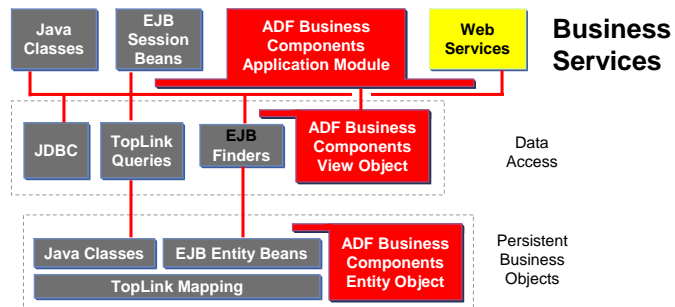 Java
Classes
EJB
Session
Beans
ADF Business
Components
Application Module
Web
Services
Business
Services
JDBC
TopLink
Queries
EJB
Finders
ADF Business
Components
View Object
Data
Access
Java Classes
EJB Entity Beans
ADF Business
Components
Entity Object
TopLink Mapping
Persistent
Business
Objects